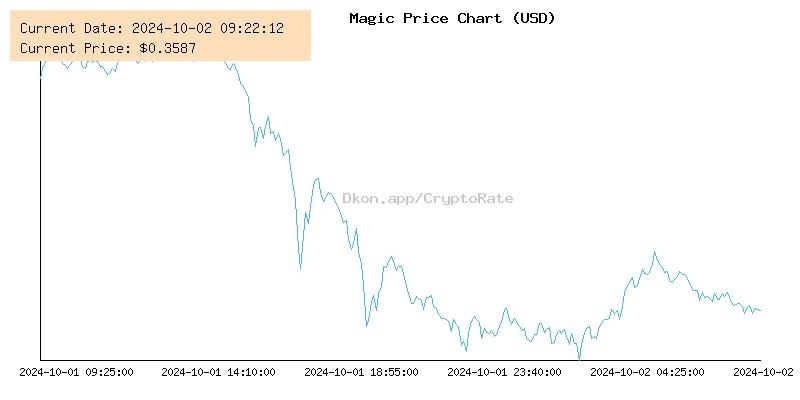 Magic Price Chart (USD)
Current Date: 2024-10-02 09:22:12
Current Price: $0.3587
Dkon.app/CryptoRate
2024-10-01 09:25:00 2024-10-01 14:10:00 2024-10-01 18:55:00 2024-10-01 23:40:00 2024-10-02 04:25:00 2024-10-02